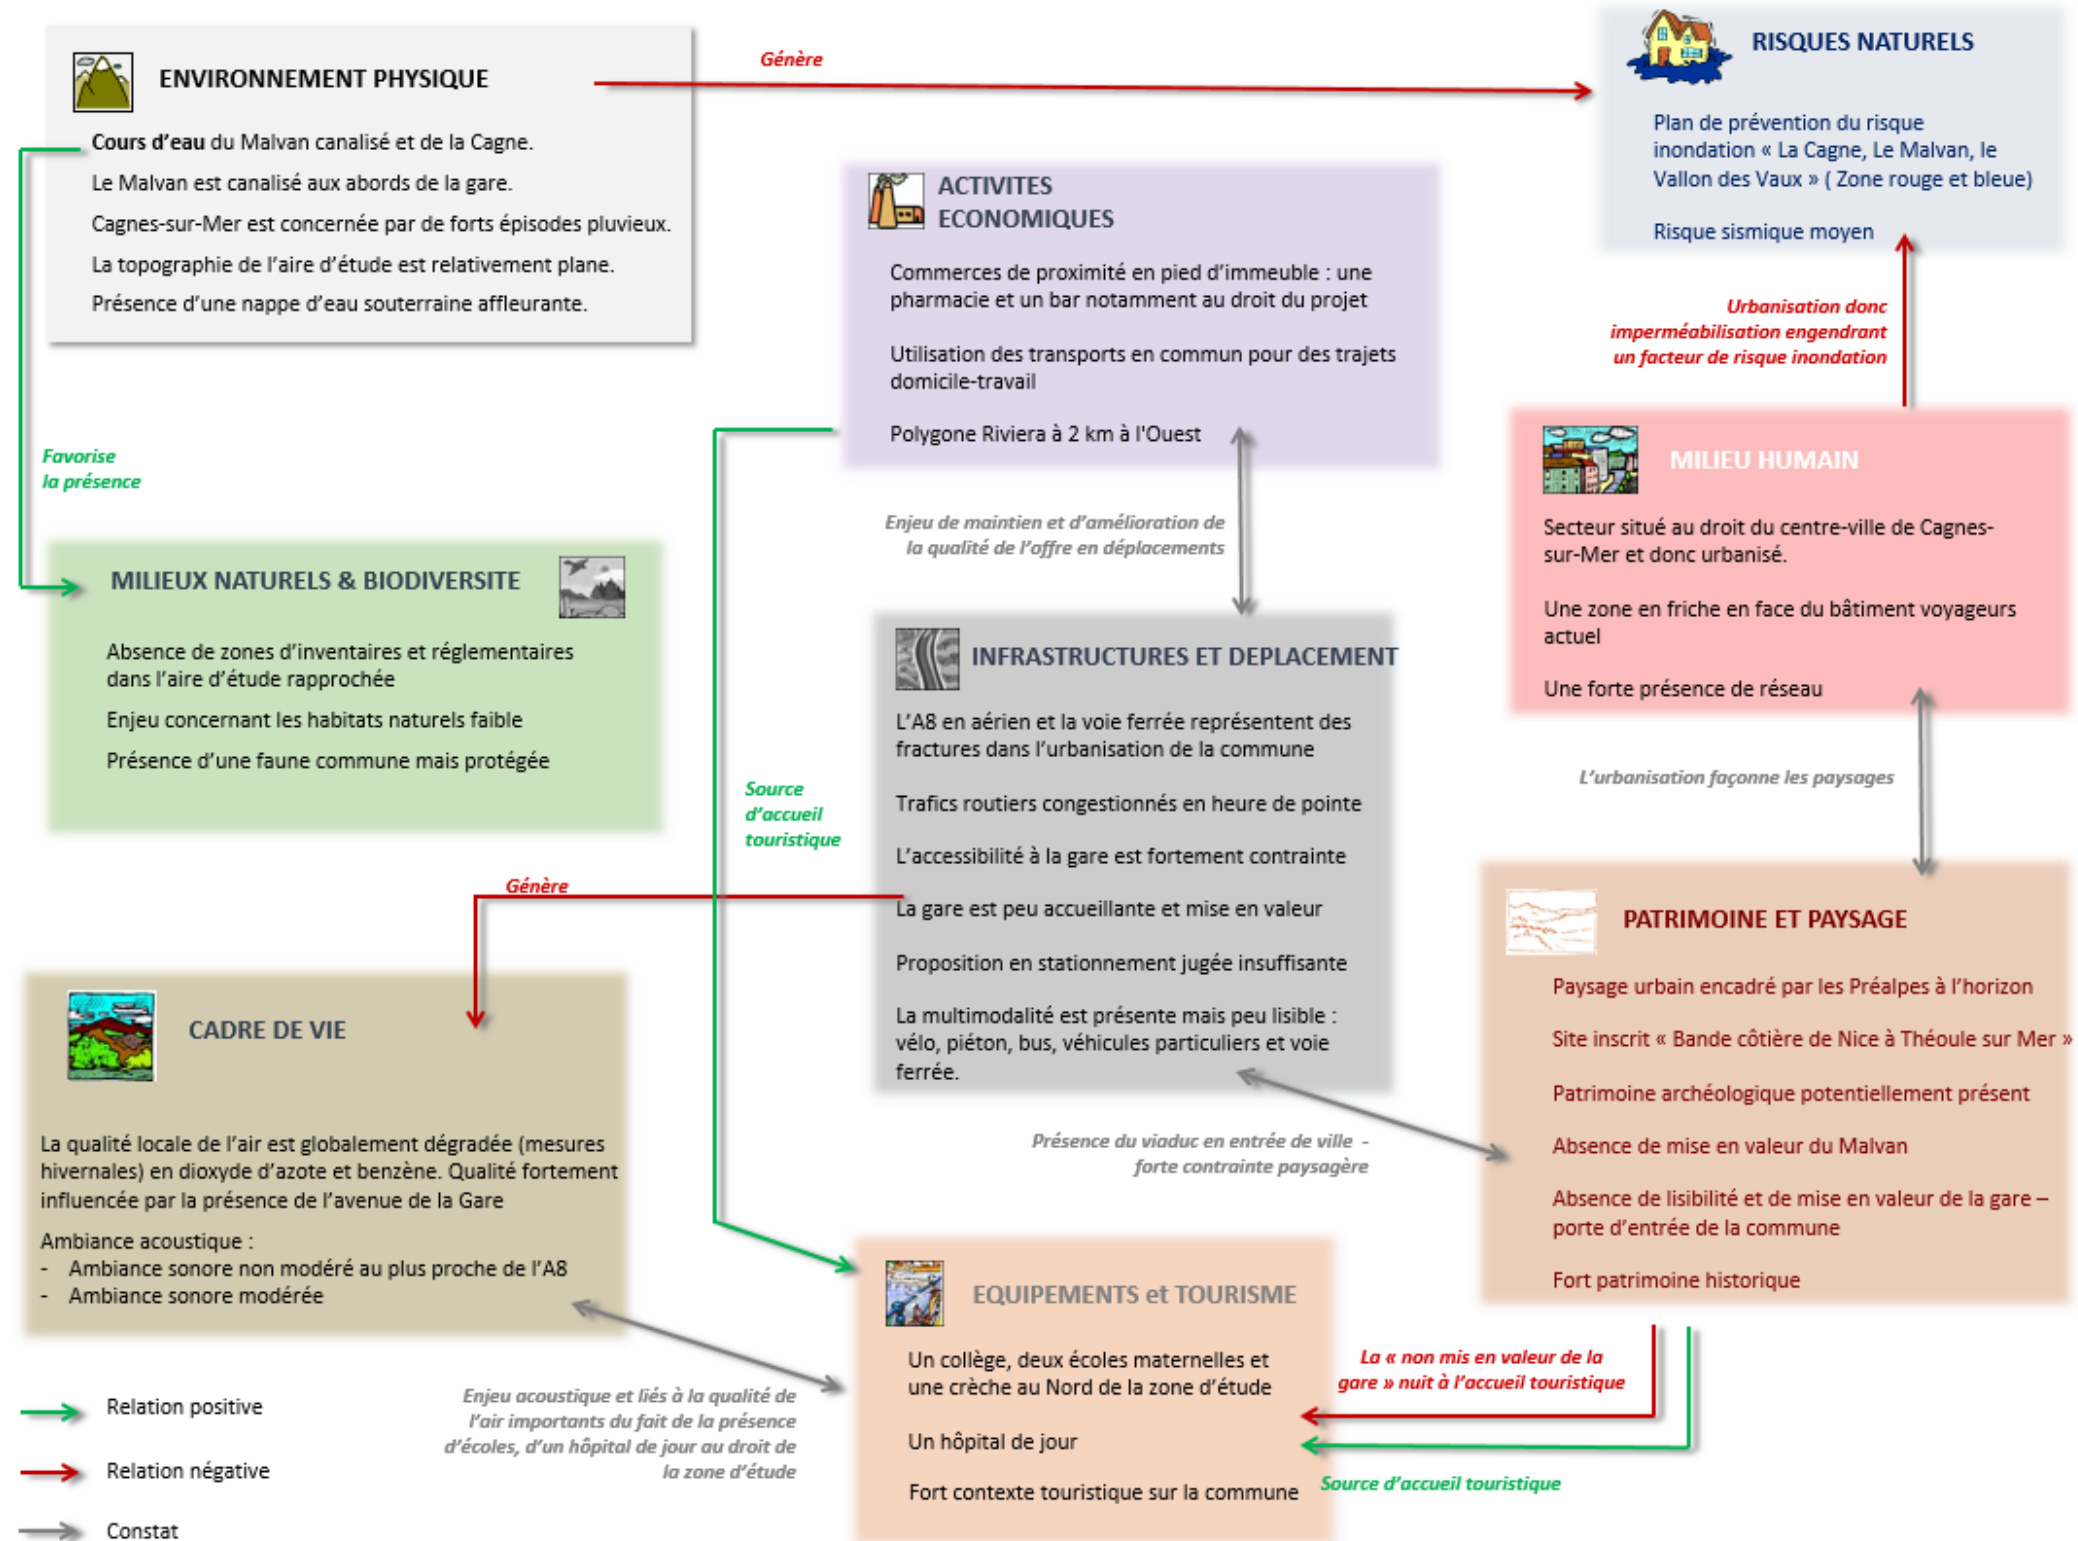 ENVIRONNEMENT PHYSIQUE
Cours d'eau du Malvan canalisé et de la Cagne.
Le Malvan est canalisé aux abords de la gare.
Cagnes-sur-Mer est concernée par de forts épisodes pluvieux.
La topographie de l'aire d'étude est relativement plane.
Présence d'une nappe d'eau souterraine affleurante.
Génère
RISQUES NATURELS
Plan de prévention du risque
inondation « La Cagne, Le Malvan, le
Vallon des Vaux » ( Zone rouge et bleue)
Risque sismique moyen
ACTIVITES
ECONOMIQUES
Commerces de proximité en pied d'immeuble : une
pharmacie et un bar notamment au droit du projet
Utilisation des transports en commun pour des trajets
domicile-travail
Polygone Riviera à 2 km à l'Ouest
Urbanisation donc
imperméabilisation engendrant
un facteur de risque inondation
Favorise
la présence
MILIEU HUMAIN
Secteur situé au droit du centre-ville de Cagnes-
sur-Mer et donc urbanisé.
Une zone en friche en face du bâtiment voyageurs
actuel
Une forte présence de réseau
Enjeu de maintien et d'amélioration de
la qualité de l'offre en déplacements
MILIEUX NATURELS & BIODIVERSITE
Absence de zones d'inventaires et réglementaires
dans l'aire d'étude rapprochée
Enjeu concernant les habitats naturels faible
Présence d'une faune commune mais protégée
INFRASTRUCTURES ET DEPLACEMENT
L'A8 en aérien et la voie ferrée représentent des
fractures dans l'urbanisation de la commune
Trafics routiers congestionnés en heure de pointe
L'accessibilité à la gare est fortement contrainte
La gare est peu accueillante et mise en valeur
Proposition en stationnement jugée insuffisante
La multimodalité est présente mais peu lisible :
vélo, piéton, bus, véhicules particuliers et voie
ferrée.
Source
d'accueil
touristique
L'urbanisation façonne les paysages
Génère
PATRIMOINE ET PAYSAGE
Paysage urbain encadré par les Préalpes à l'horizon
Site inscrit « Bande côtière de Nice à Théoule sur Mer »
Patrimoine archéologique potentiellement présent
Absence de mise en valeur du Malvan
Absence de lisibilité et de mise en valeur de la gare –
porte d'entrée de la commune
Fort patrimoine historique
CADRE DE VIE
La qualité locale de l'air est globalement dégradée (mesures
hivernales) en dioxyde d'azote et benzène. Qualité fortement
influencée par la présence de l'avenue de la Gare
Ambiance acoustique :
- Ambiance sonore non modéré au plus proche de l'A8
- Ambiance sonore modérée
Présence du viaduc en entrée de ville -
forte contrainte paysagère
EQUIPEMENTS et TOURISME
Un collège, deux écoles maternelles et
une crèche au Nord de la zone d'étude
Un hôpital de jour
Fort contexte touristique sur la commune
La « non mis en valeur de la
gare » nuit à l'accueil touristique
Source d'accueil touristique
Enjeu acoustique et liés à la qualité de
l'air importants du fait de la présence
d'écoles, d'un hôpital de jour au droit de
la zone d'étude
Relation positive
Relation négative
Constat